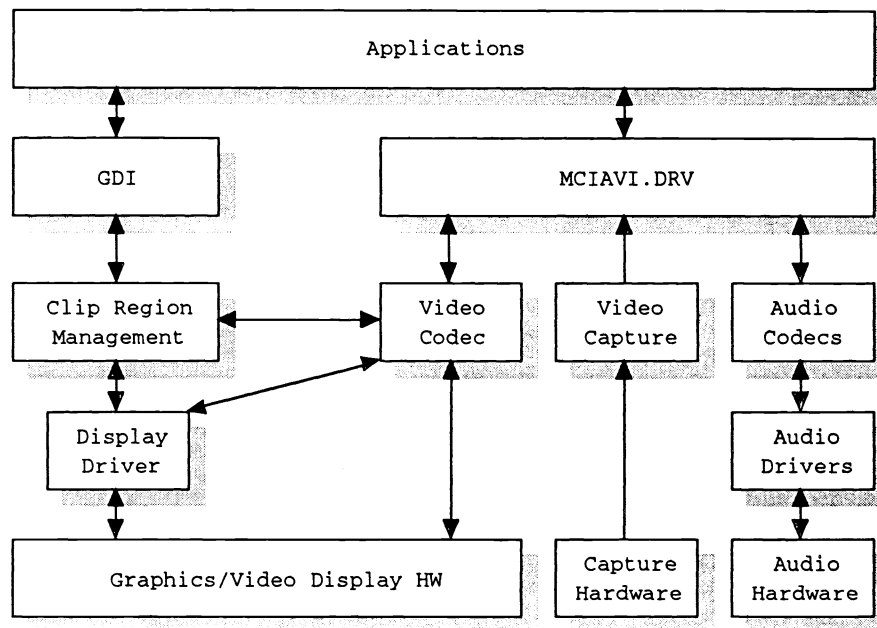 Applications
GDI
MCIAVI.DRV
Clip Region
Management
Video
Codec
Video
Capture
Audio
Codecs
Display
Driver
Audio
Drivers
Graphics/Video Display HW
Capture
Hardware
Audio
Hardware